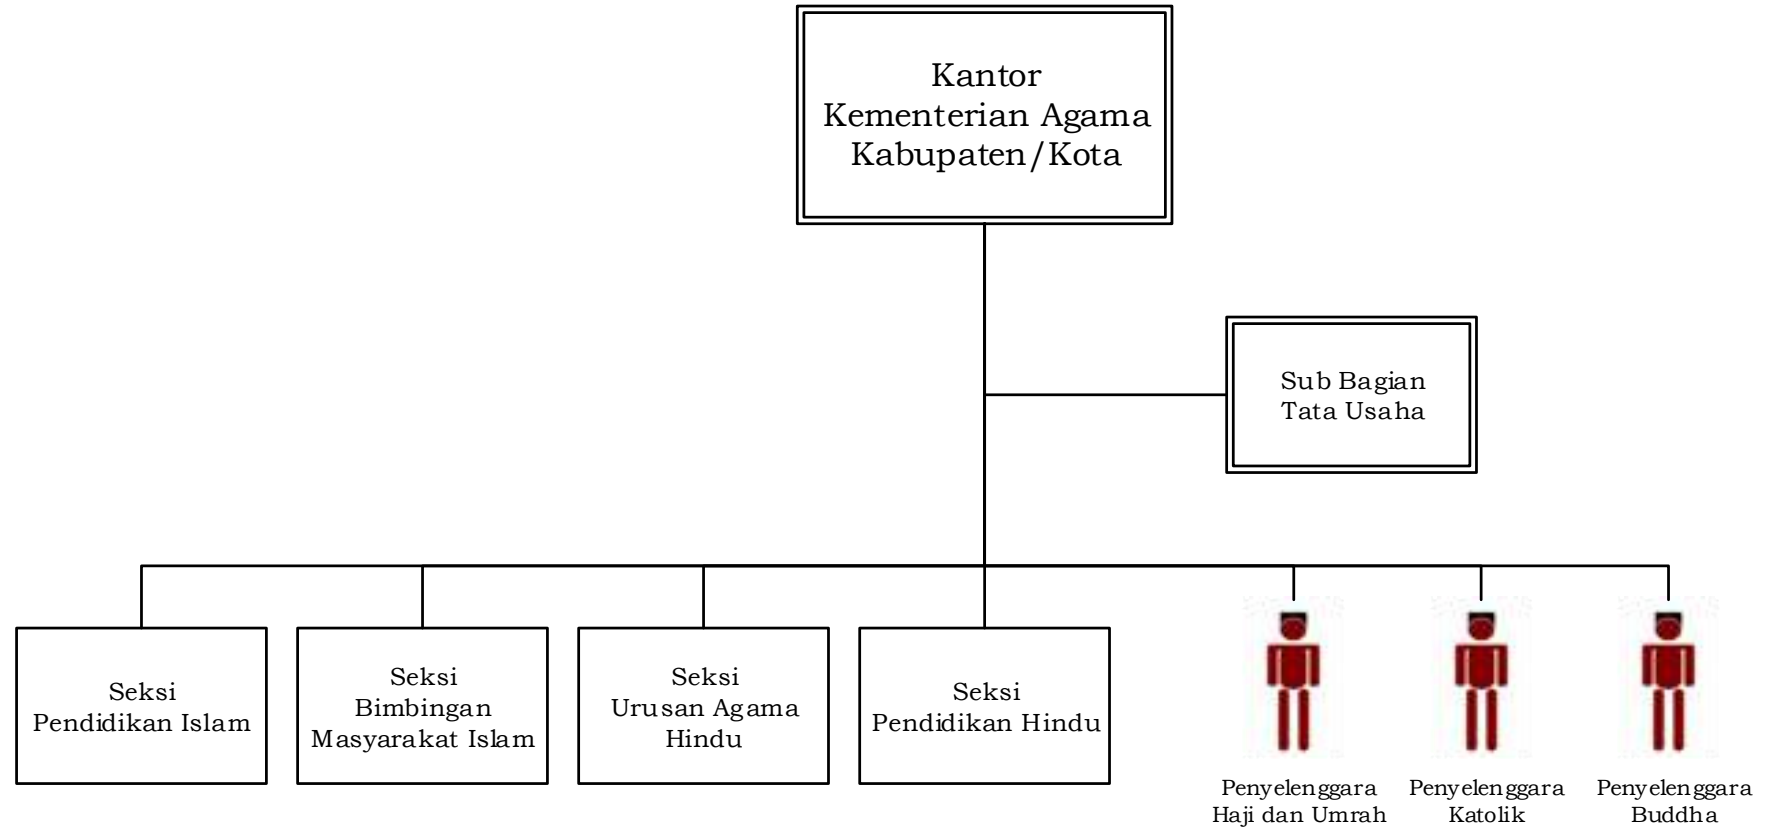 Kantor
Kementerian Agama
Kabupaten/Kota
Sub Bagian
Tata Usaha
Seksi
Pendidikan Islam
Seksi
Bimbingan
Masyarakat Islam
Seksi
Urusan Agama
Hindu
Seksi
Pendidikan Hindu
Penyelenggara
Haji dan Umrah
Penyelenggara
Katolik
Penyelenggara
Buddha